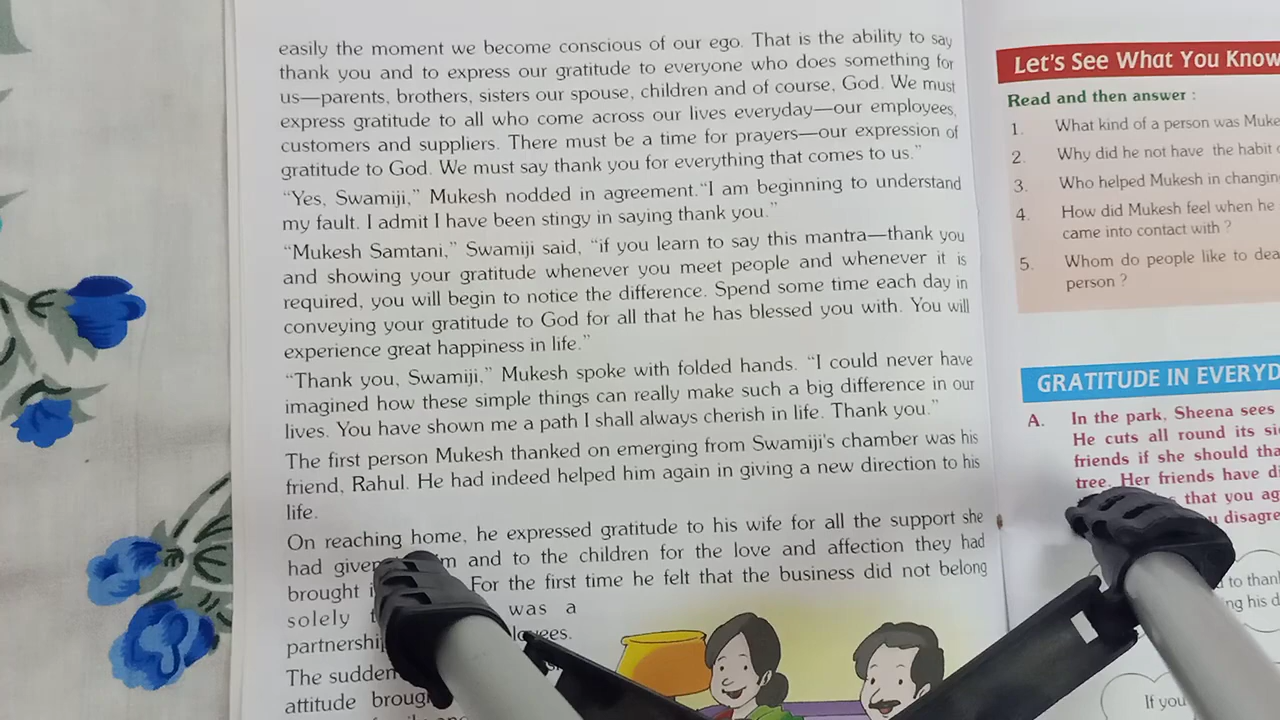 easily the moment we become conscious of our ego. That is the ability to say
thank you and to express our gratitude to everyone who does something for
us—parents, brothers, sisters our spouse, children and of course, God. We must
express gratitude to all who come across our lives everyday—our employees,
customers and suppliers. There must be a time for prayers—our expression of
gratitude to God. We must say thank you for everything that comes to us."
"Yes, Swamiji," Mukesh nodded in agreement."I am beginning to understand
my fault. I admit I have been stingy in saying thank you."
"Mukesh Samtani," Swamiji said, "if you learn to say this mantra—thank you
and showing your gratitude whenever you meet people and whenever it is
required, you will begin to notice the difference. Spend some time each day in
conveying your gratitude to God for all that he has blessed you with. You will
experience great happiness in life."
"Thank you, Swamiji," Mukesh spoke with folded hands. "I could never have
imagined how these simple things can really make such a big difference in our
lives. You have shown me a path I shall always cherish in life. Thank you."
The first person Mukesh thanked on emerging from Swamiji's chamber was his
friend, Rahul. He had indeed helped him again in giving a new direction to his
life.
On reaching home, he expressed gratitude to his wife for all the support she
had given and to the children for the love and affection they had
brought For the first time he felt that the business did not belong
solely was a
The sudden
attitude
Let's See What You Know
Read and then answer :
1. What kind of a person was
2. Why did he not have the habit
3. Who helped Mukesh in
4. How did Mukesh feel when he
came into contact with ?
5. Whom do people like to
person ?
GRATITUDE IN
A. In the park, Sheena sees
He cuts all round its
friends if she should
tree. Her friends have
that you
disagree
to
his
If you